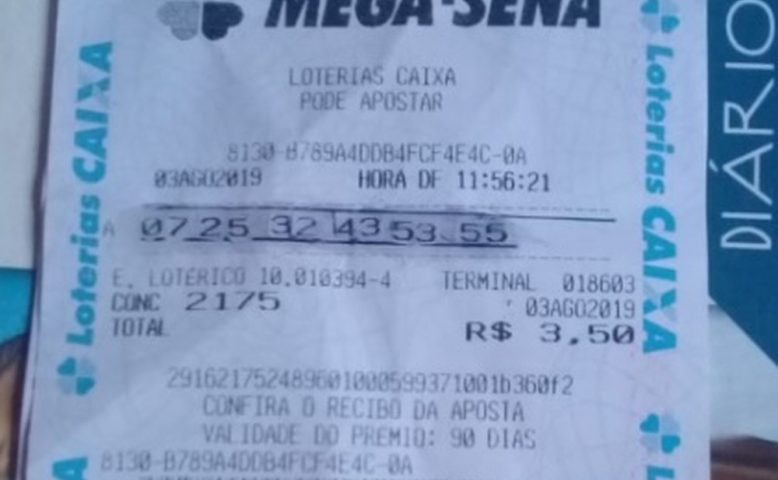 MEGA-SENA
LOTERIAS CAIXA
PODE APOSTAR
8130-B789A4DDB4FCF4E4C-0A
03AGO2019 HORA DF 11:56:21
A 07 25 32 43 53 55
E. LOTERICO 10.010394-4 TERMINAL 018603
CONC 2175 03AGO2019
TOTAL R$ 3,50
291621752489601000599371001b360f2
CONFIRA O RECIBO DA APOSTA
VALIDADE DO PREMIO: 90 DIAS
8130-B789A4DDB4FCF4E4C-0A
Loterias CAIXA
Loterias CAIXA
DIÁRIO